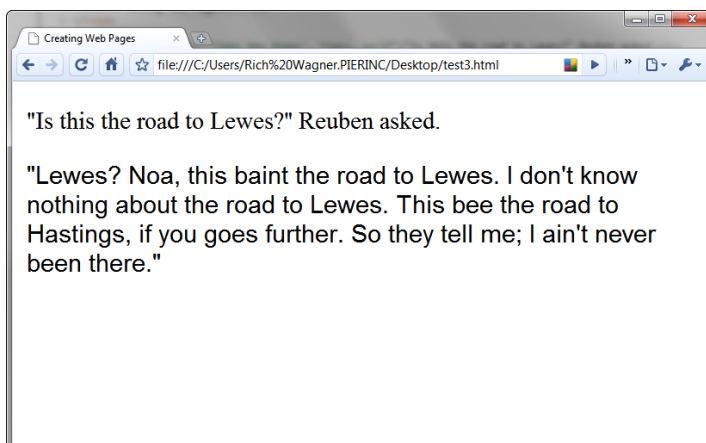 Creating Web Pages
file:///C:/Users/Rich%20Wagner.PIERINC/Desktop/test3.html
"Is this the road to Lewes?" Reuben asked.
"Lewes? Noa, this baint the road to Lewes. I don't know
nothing about the road to Lewes. This bee the road to
Hastings, if you goes further. So they tell me; I ain't never
been there."